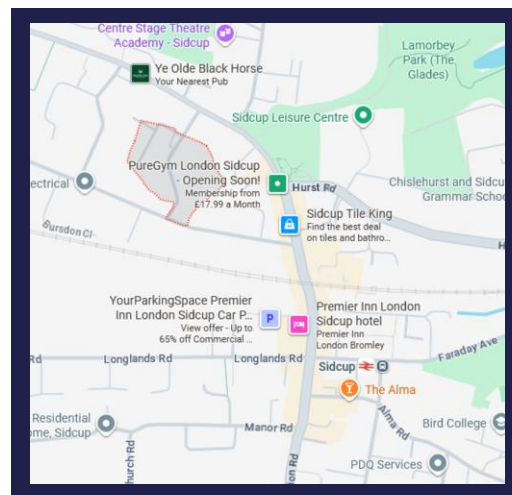 Centre Stage Theatre
Academy - Sidcup
Lamorbey
Park (The
Glades)
Ye Olde Black Horse
Your Nearest Pub
Sidcup Leisure Centre
PureGym London Sidcup
- Opening Soon!
Membership from
£17.99 a Month
Hurst Rd
Chislehurst and Sidcu
Grammar Schoo
ectrical
Sidcup Tile King
Find the best deal
on tiles and bathro...
H
Bursdon Cl
YourParkingSpace Premier
Inn London Sidcup Car P...
View offer - Up to
65% off Commercial ...
P
Premier Inn London
Sidcup hotel
Premier Inn
London Bromley
Rd
Longlands Rd
Longlands Rd
Sidcup
Faraday Ave
The Alma
Residential
ome, Sidcup
Manor Rd
Alma Rd
Bird College
hurch Rd
ion Rd
PDQ Services